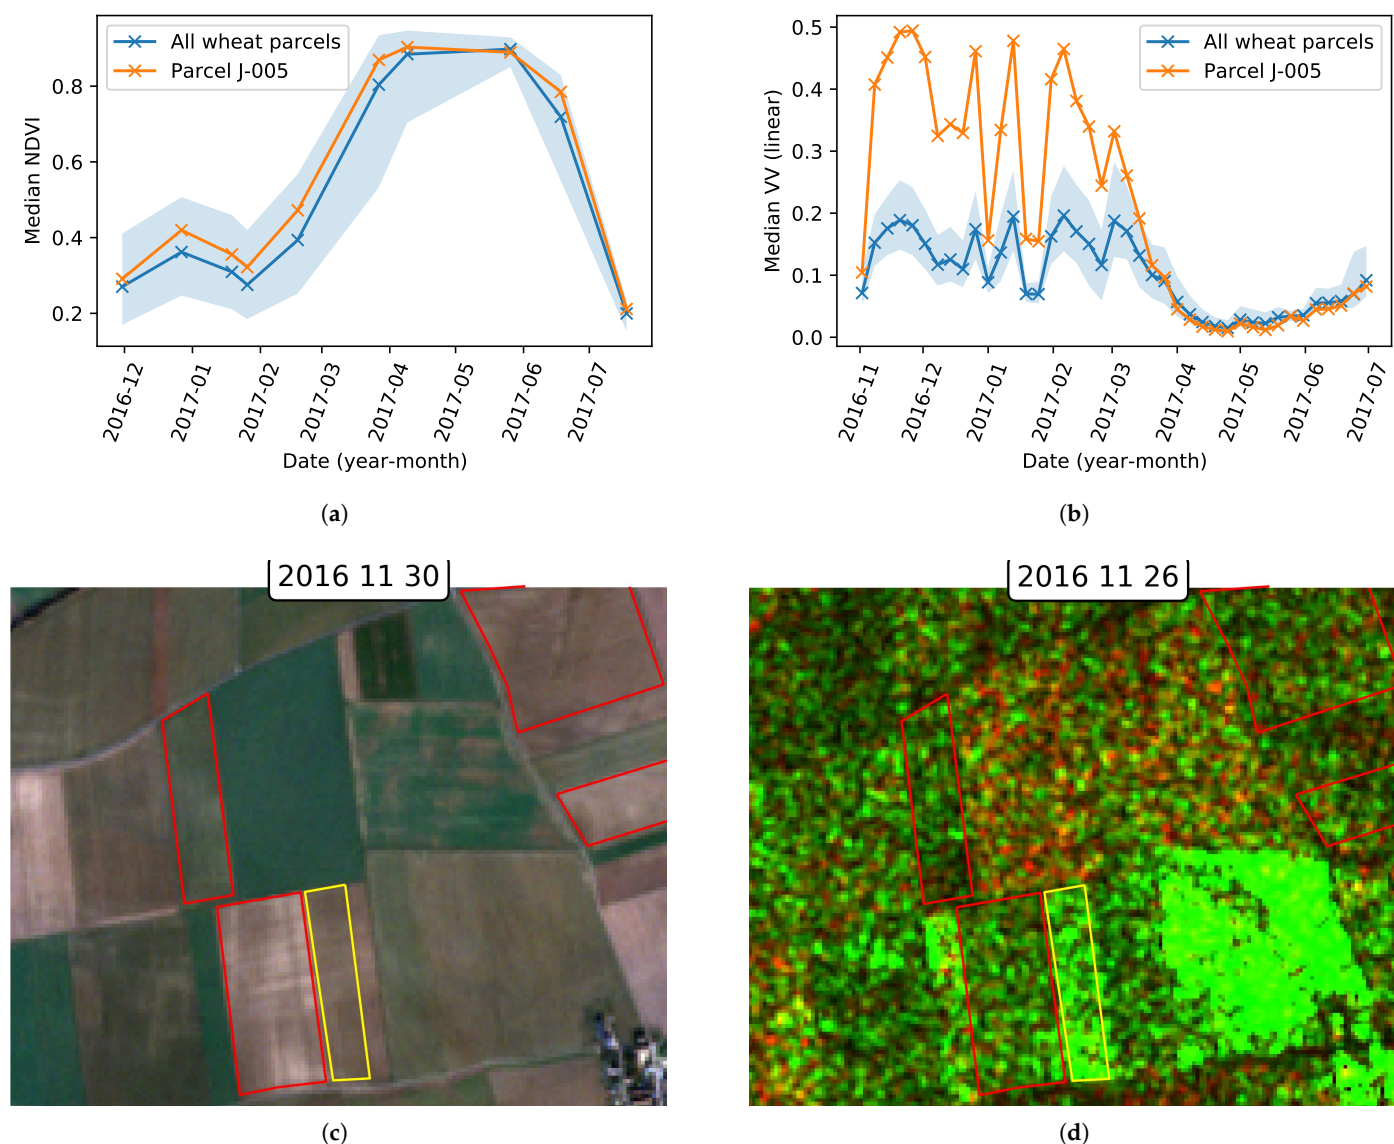 All wheat parcels
Parcel J-005
Median NDVI
0.8
0.6
0.4
0.2
2016-12
2017-01
2017-02
2017-03
2017-04
2017-05
2017-06
2017-07
Date (year-month)
(a)
All wheat parcels
Parcel J-005
Median VV (linear)
0.5
0.4
0.3
0.2
0.1
0.0
2016-11
2016-12
2017-01
2017-02
2017-03
2017-04
2017-05
2017-06
2017-07
Date (year-month)
(b)
2016 11 30
(c)
2016 11 26
(d)